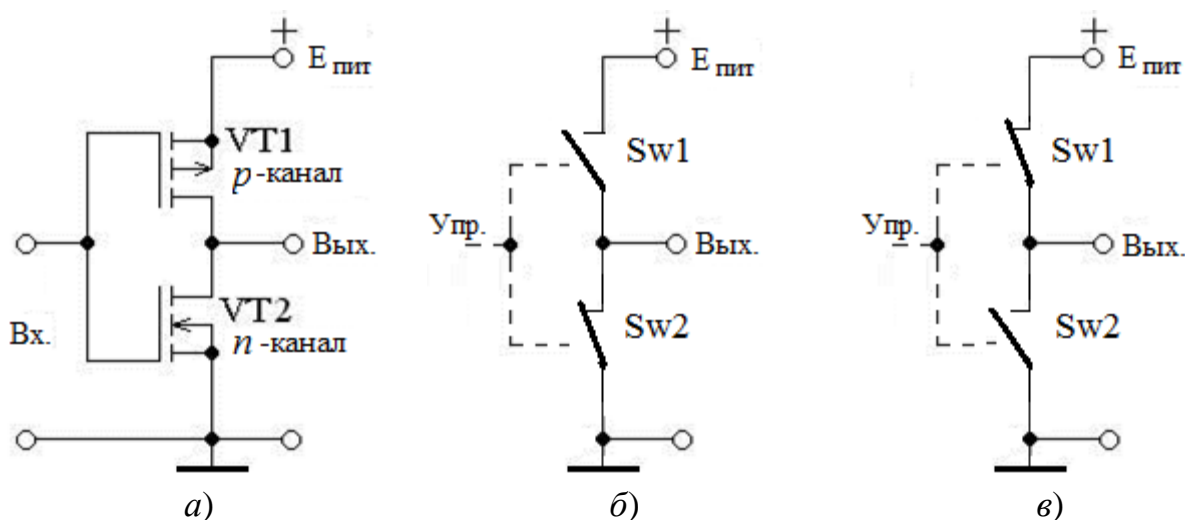 +
Е пит
VT1
p-канал
Вых.
VT2
n-канал
Вх.
а)
+
Е пит
Sw1
Упр.
Вых.
Sw2
б)
+
Е пит
Sw1
Упр.
Вых.
Sw2
в)